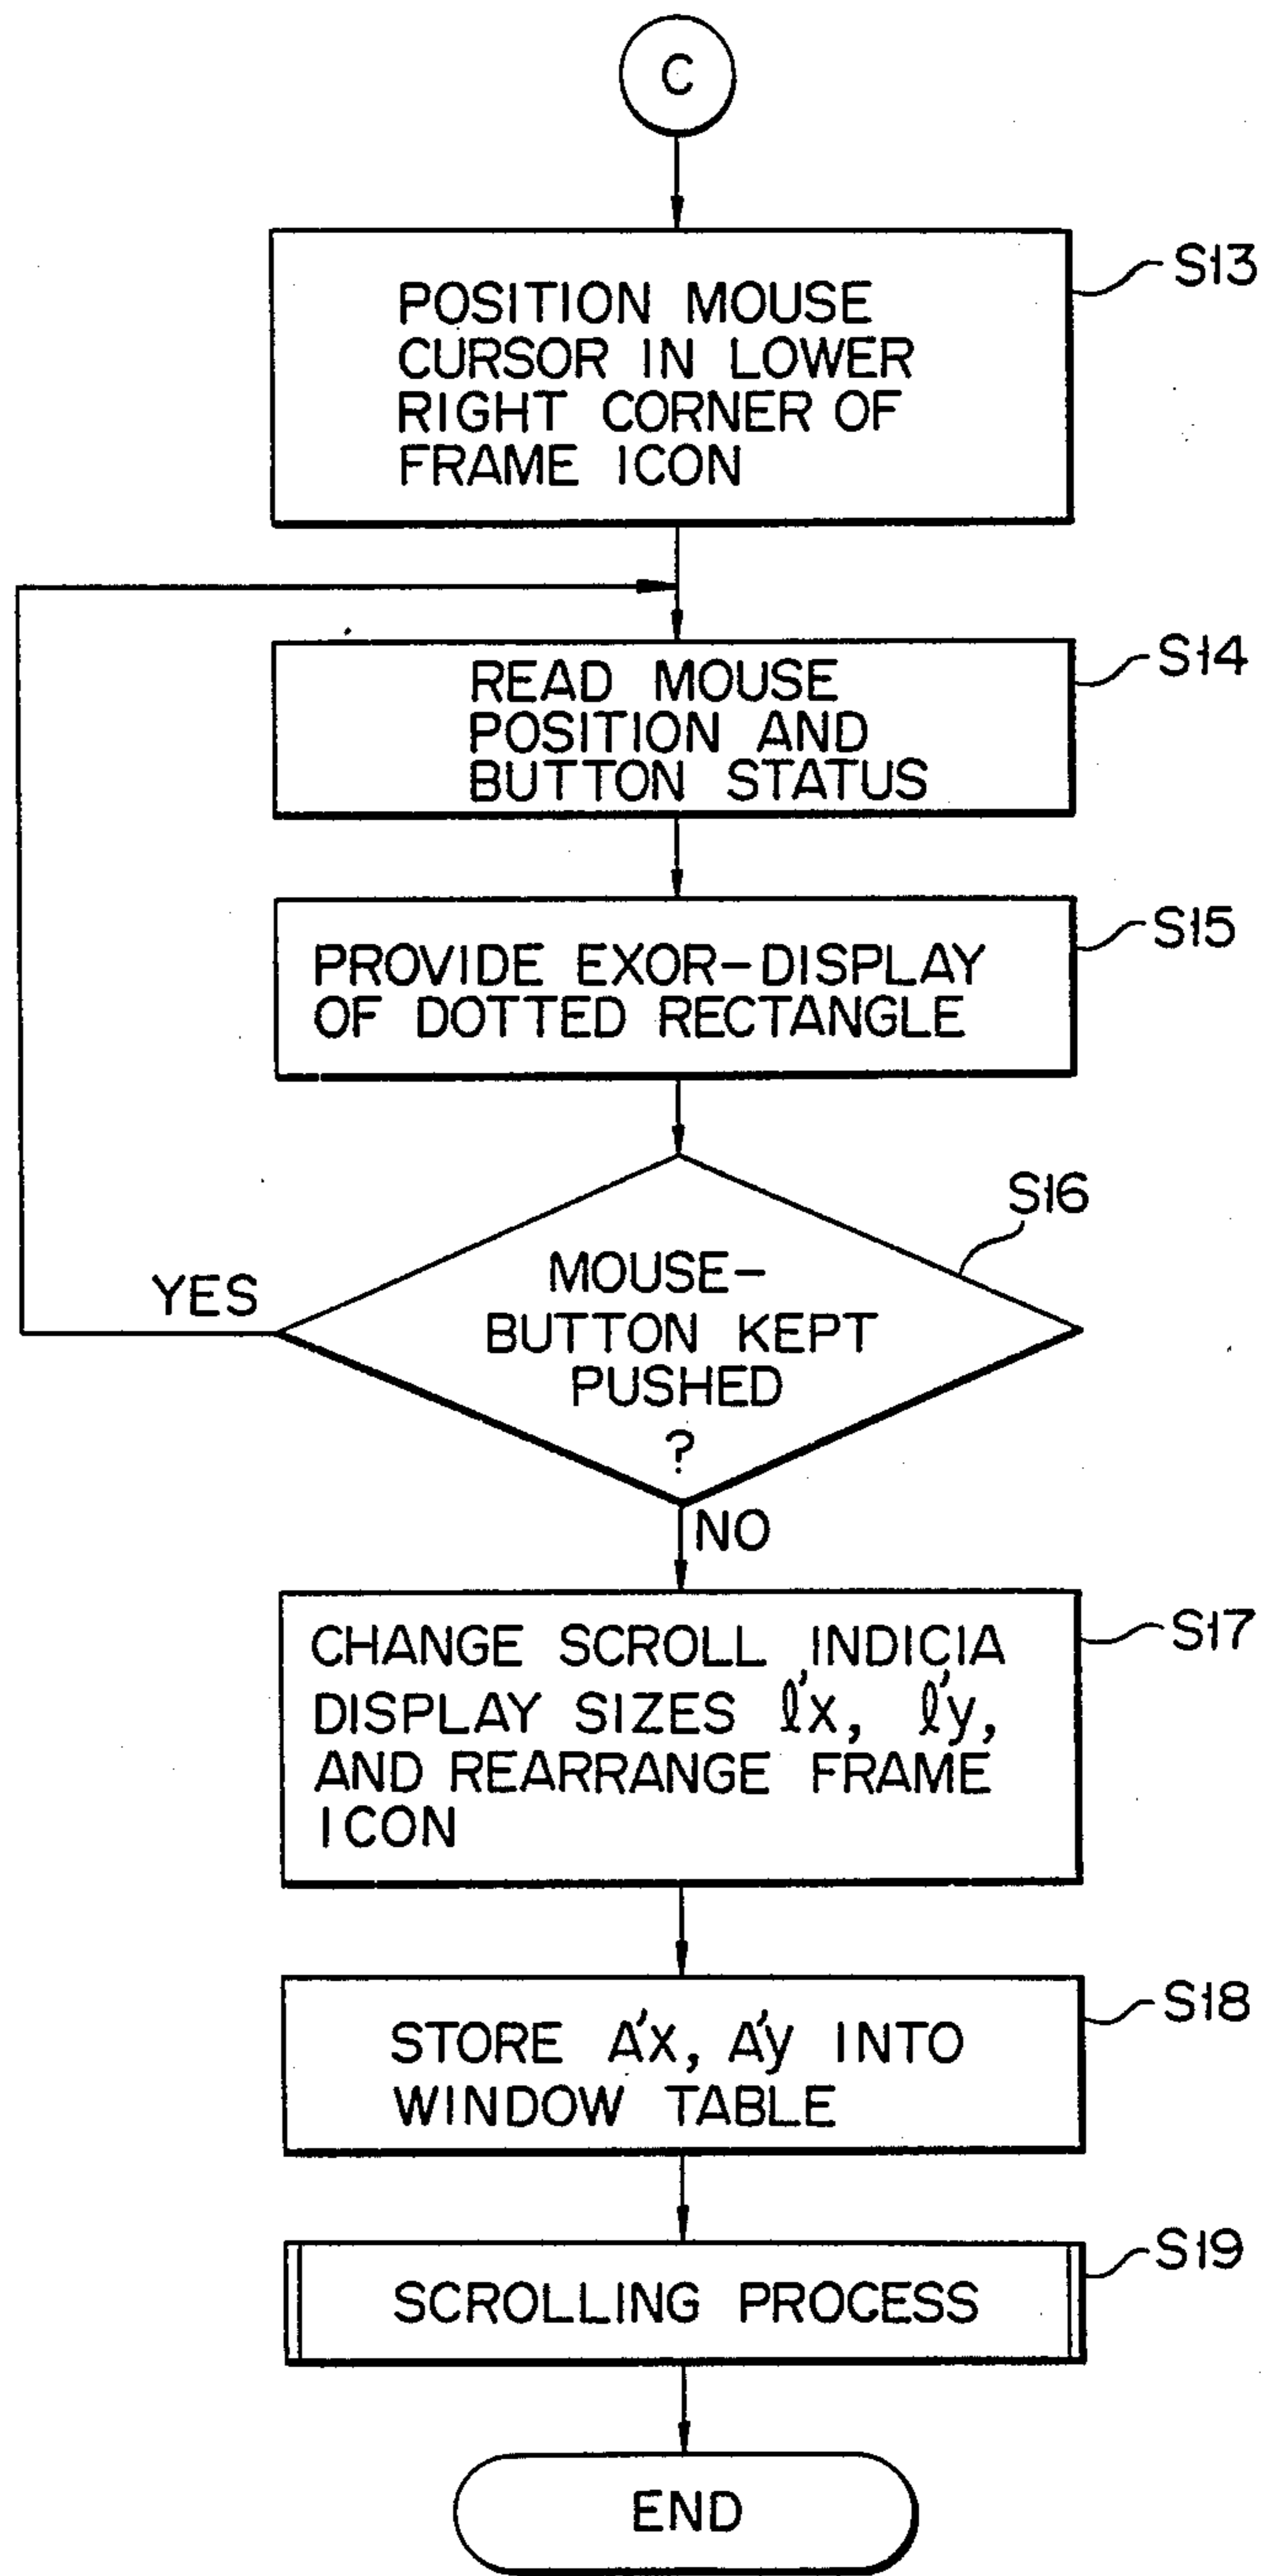 C
S13
POSITION MOUSE
CURSOR IN LOWER
RIGHT CORNER OF
FRAME ICON
S14
READ MOUSE
POSITION AND
BUTTON STATUS
S15
PROVIDE EXOR-DISPLAY
OF DOTTED RECTANGLE
S16
YES
MOUSE-
BUTTON KEPT
PUSHED
?
NO
S17
CHANGE SCROLL INDICIA
DISPLAY SIZES ℓ'x, ℓ'y,
AND REARRANGE FRAME
ICON
S18
STORE A'x, A'y INTO
WINDOW TABLE
S19
SCROLLING PROCESS
END